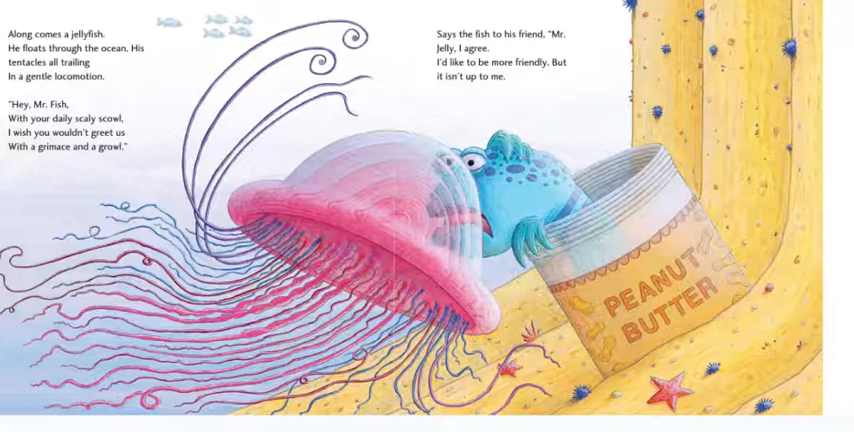 Along comes a jellyfish.
He floats through the ocean. His
tentacles all trailing
In a gentle locomotion.
"Hey, Mr. Fish,
With your daily scaly scowl,
I wish you wouldn't greet us
With a grimace and a growl."
Says the fish to his friend, "Mr.
Jelly, I agree.
I'd like to be more friendly, But
it isn't up to me.
PEANUT
BUTTER